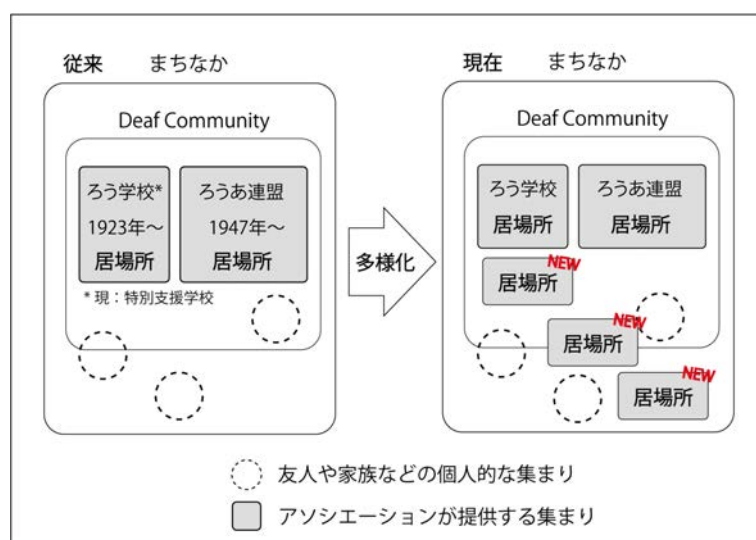 従来 まちなか
Deaf Community
ろう学校*
1923年～
居場所
ろうあ連盟
1947年～
居場所
* 現：特別支援学校
多様化
現在 まちなか
Deaf Community
ろう学校
居場所
ろうあ連盟
居場所
NEW
居場所
NEW
居場所
NEW
居場所
友人や家族などの個人的な集まり
アソシエーションが提供する集まり